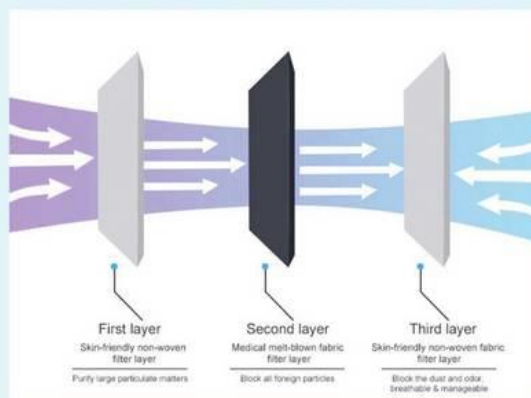 First layer
Skin-friendly non-woven
filter layer
Purify large particulate matters
Second layer
Medical melt-blown fabric
filter layer
Block all foreign particles
Third layer
Skin-friendly non-woven fabric
filter layer
Block the dust and odor,
breathable & manageable